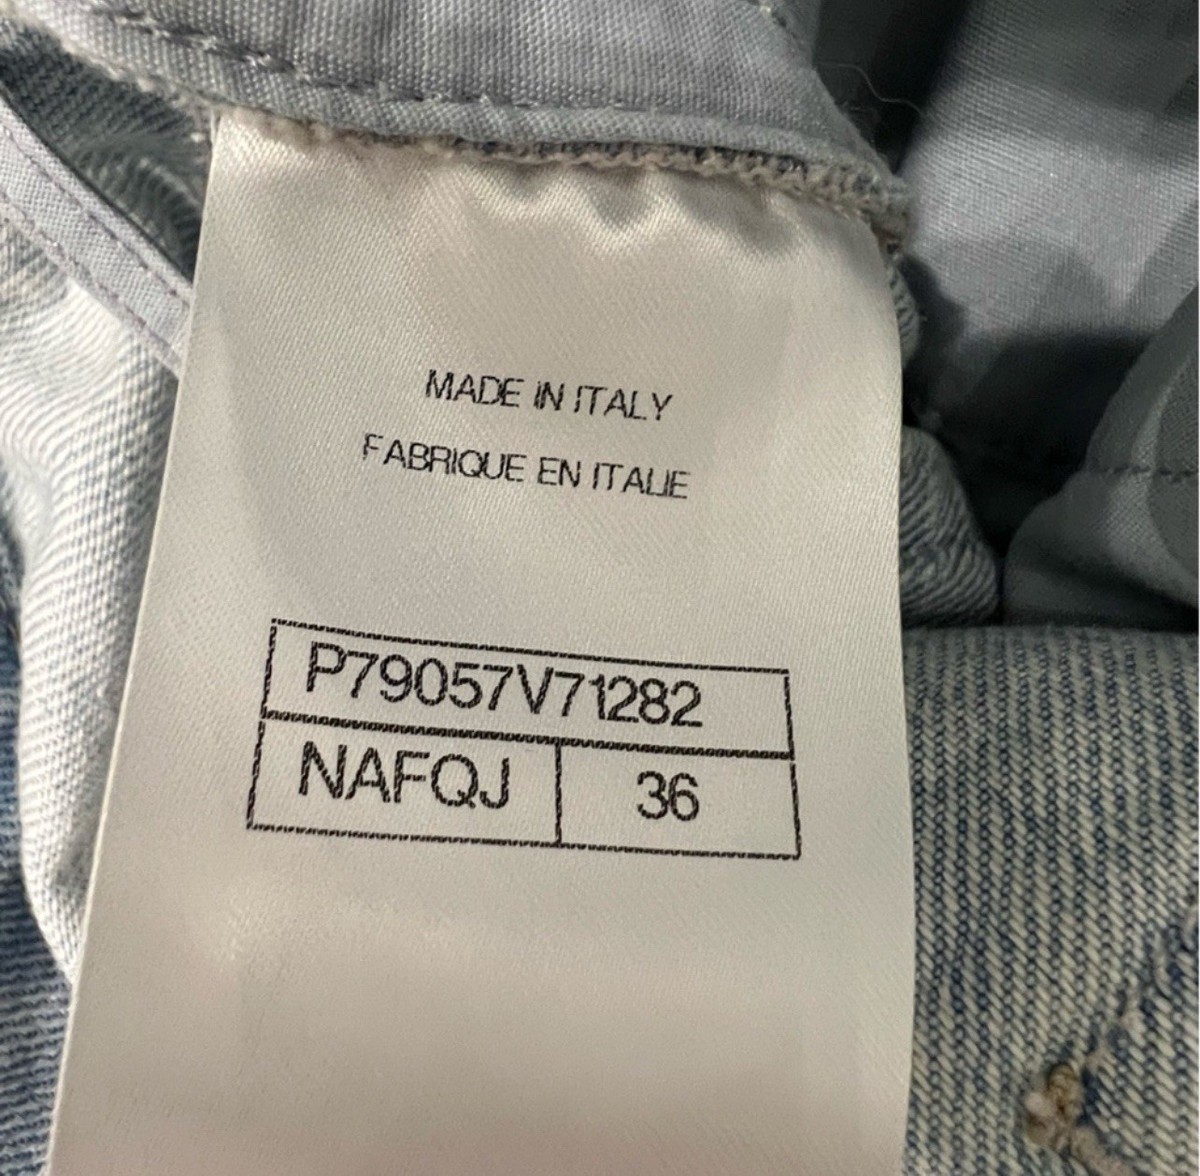 MADE IN ITALY
FABRIQUE EN ITALIE
P79057V71282
NAFQJ 36